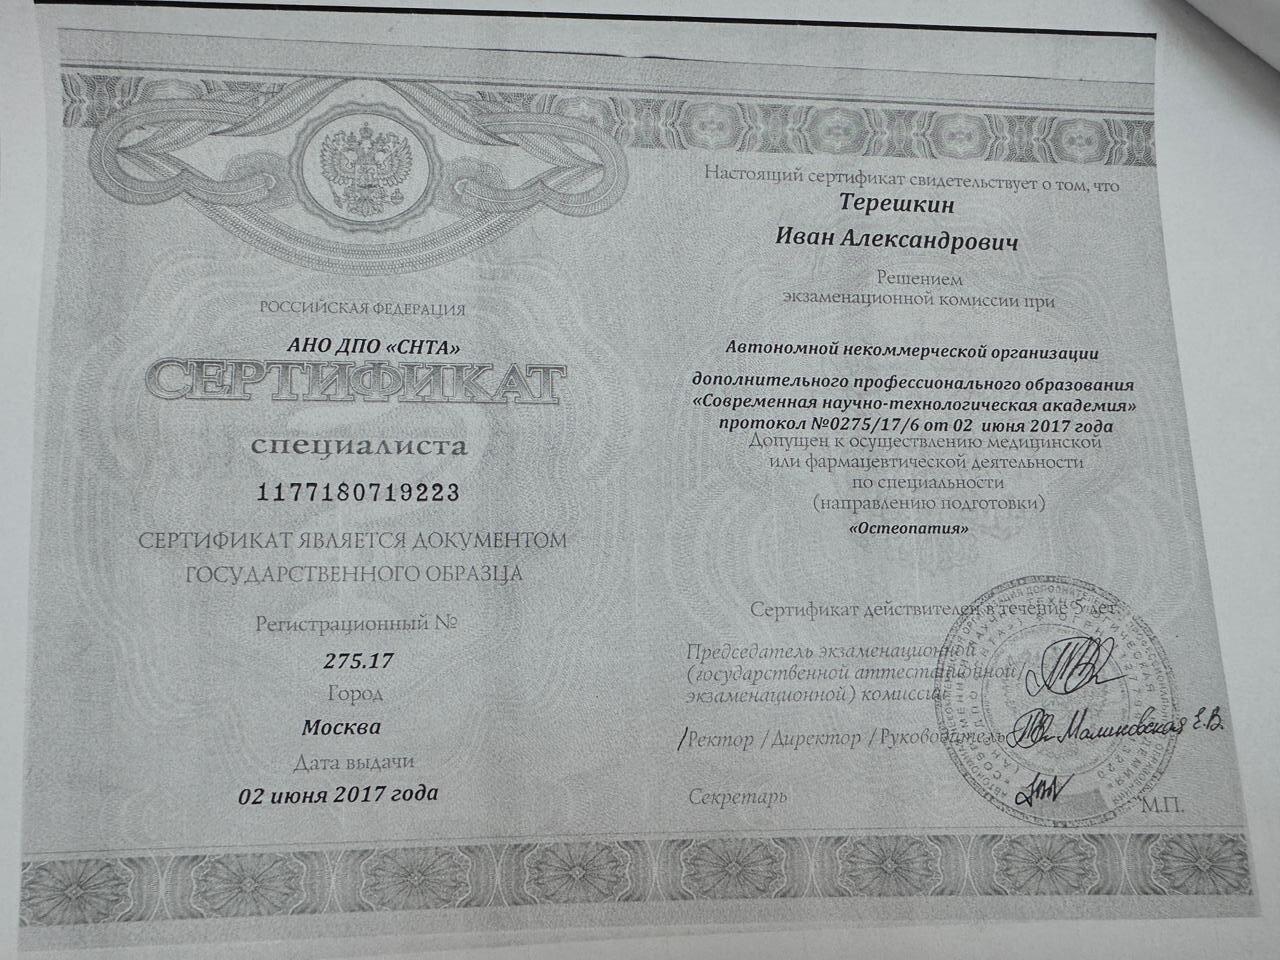 РОССИЙСКАЯ ФЕДЕРАЦИЯ
АНО ДПО «СНТА»
СЕРТИФИКАТ
специалиста
1177180719223
СЕРТИФИКАТ ЯВЛЯЕТСЯ ДОКУМЕНТОМ
ГОСУДАРСТВЕННОГО ОБРАЗЦА
Регистрационный №
275.17
Город
Москва
Дата выдачи
02 июня 2017 года
Настоящий сертификат свидетельствует о том, что
Терешкин
Иван Александрович
Решением
экзаменационной комиссии при
Автономной некоммерческой организации
дополнительного профессионального образования
«Современная научно-технологическая академия»
протокол №0275/17/6 от 02 июня 2017 года
Допущен к осуществлению медицинской
или фармацевтической деятельности
по специальности
(направлению подготовки)
«Остеопатия»
Сертификат действителен в течение 5 лет.
Председатель экзаменационной
(государственной аттестационной/
экзаменационной) комиссии
/Ректор /Директор /Руководитель Малиновская Е.В.
Секретарь
М.П.